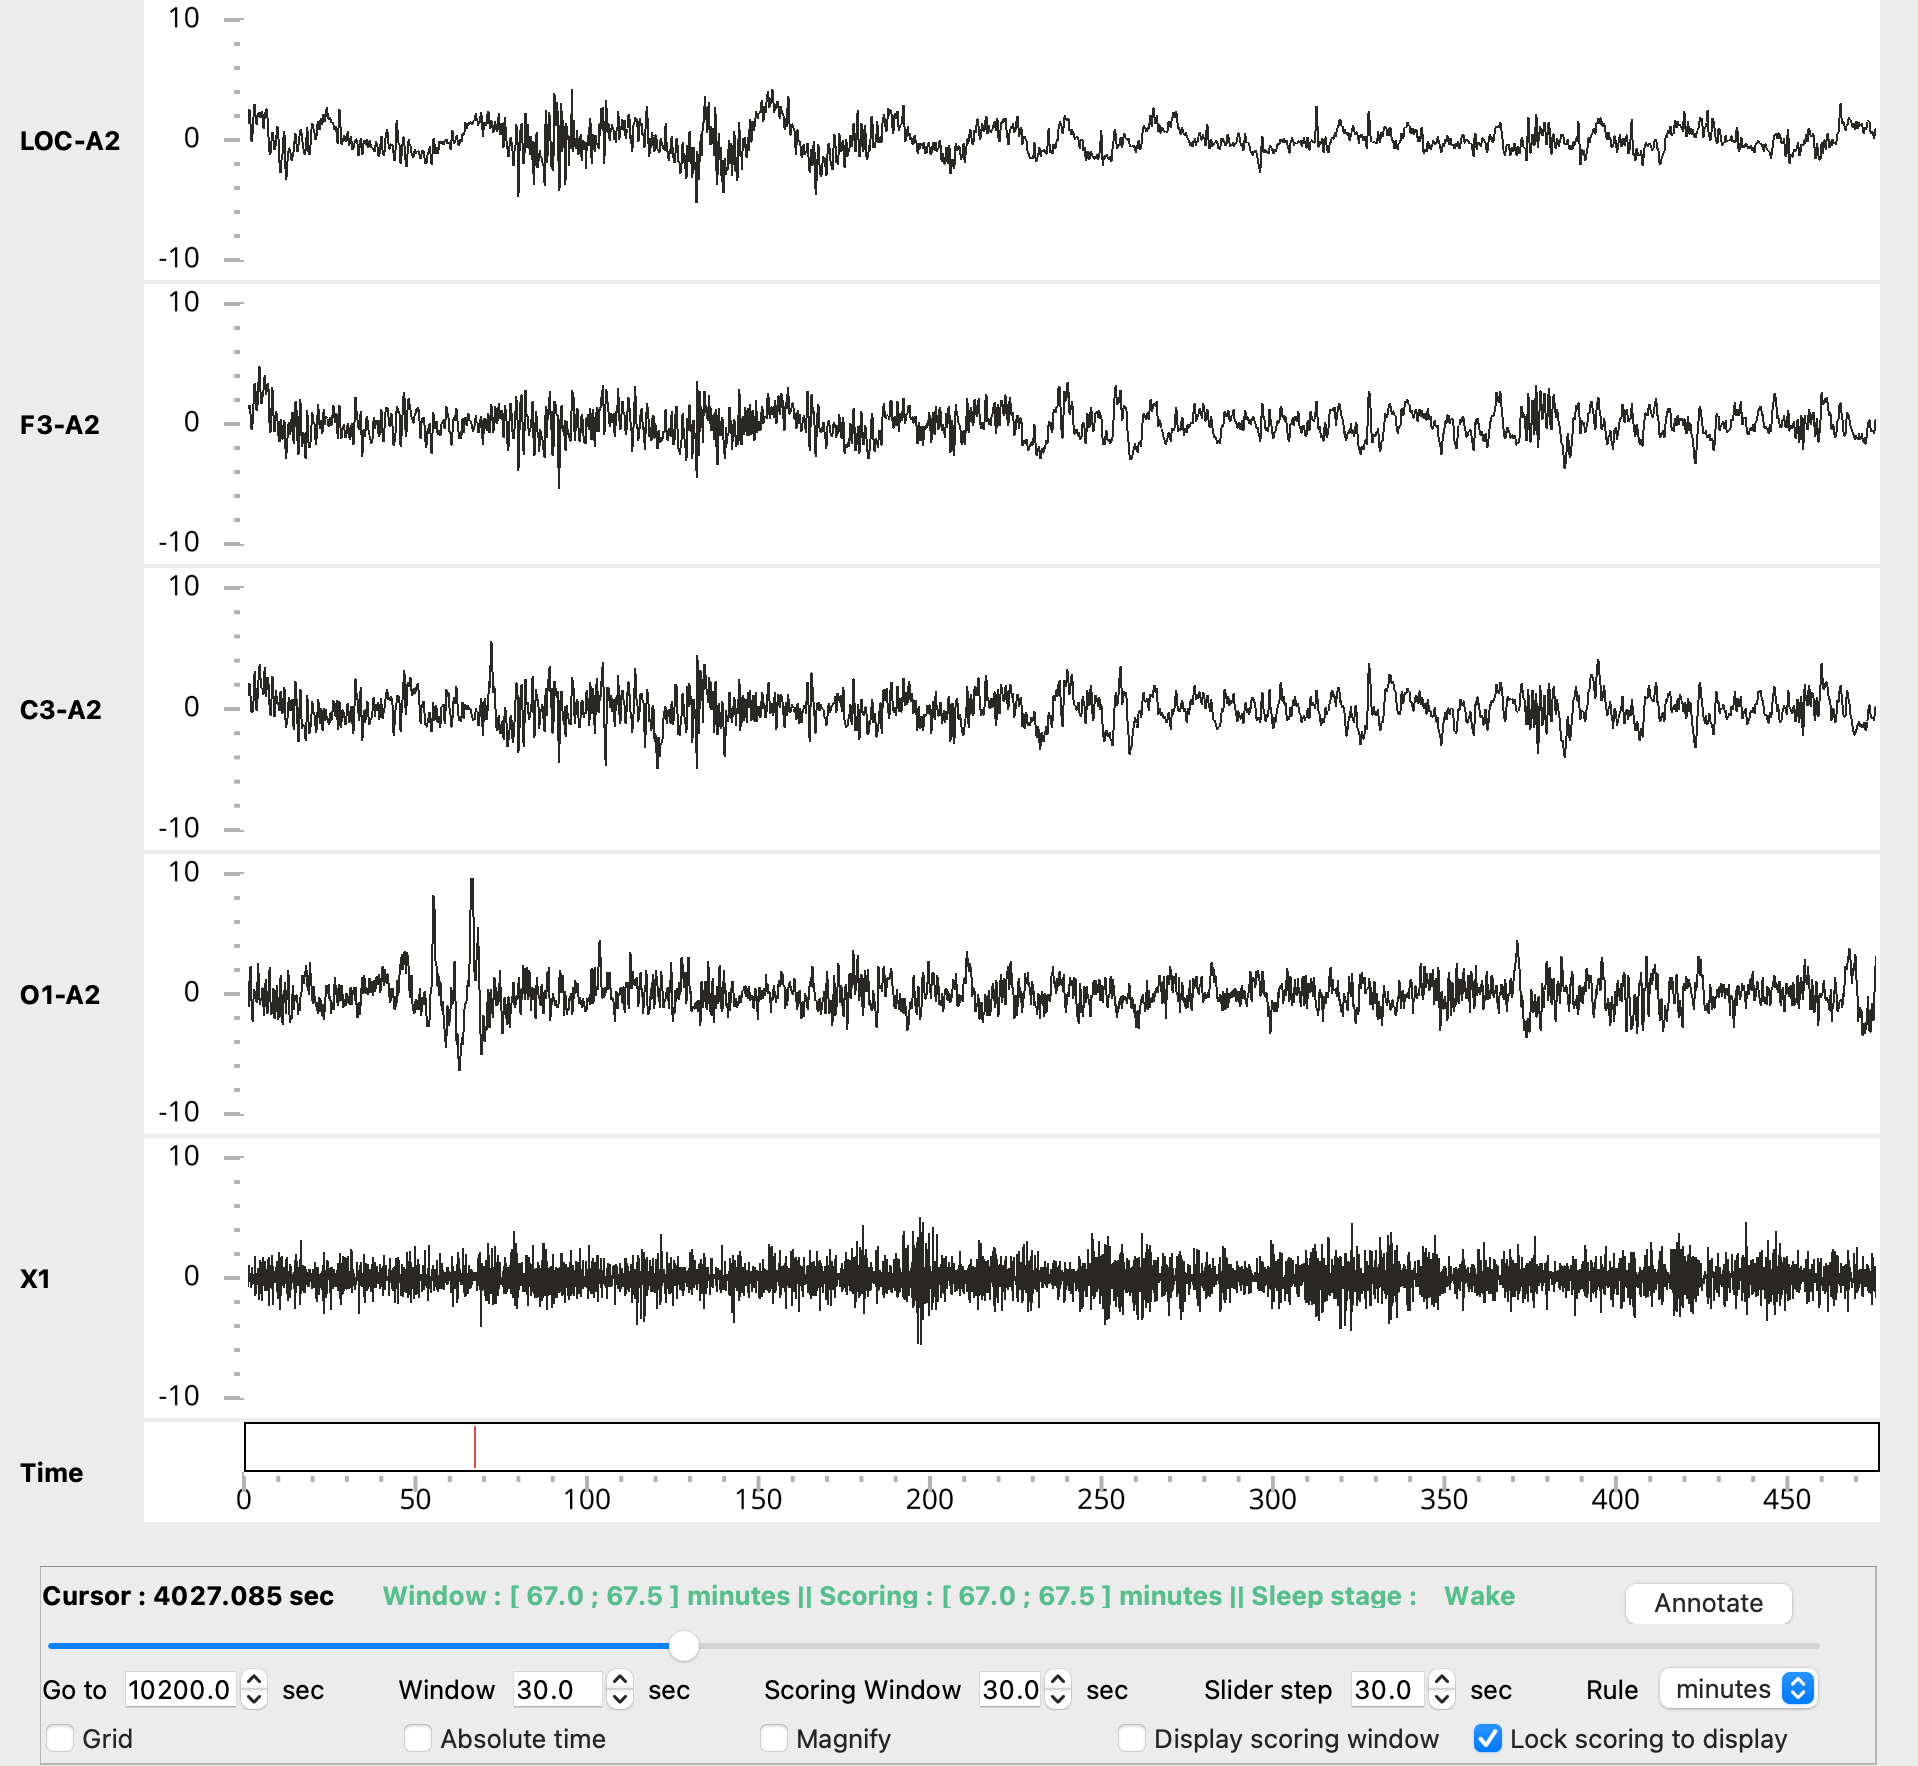 10
LOC-A2
0
-10
10
F3-A2
0
-10
10
C3-A2
0
-10
10
O1-A2
0
-10
10
X1
0
-10
Time
0 50 100 150 200 250 300 350 400 450
Cursor : 4027.085 sec Window : [ 67.0 ; 67.5 ] minutes || Scoring : [ 67.0 ; 67.5 ] minutes || Sleep stage : Wake Annotate
Go to 10200.0 sec Window 30.0 sec Scoring Window 30.0 sec Slider step 30.0 sec Rule minutes
Grid Absolute time Magnify Display scoring window Lock scoring to display